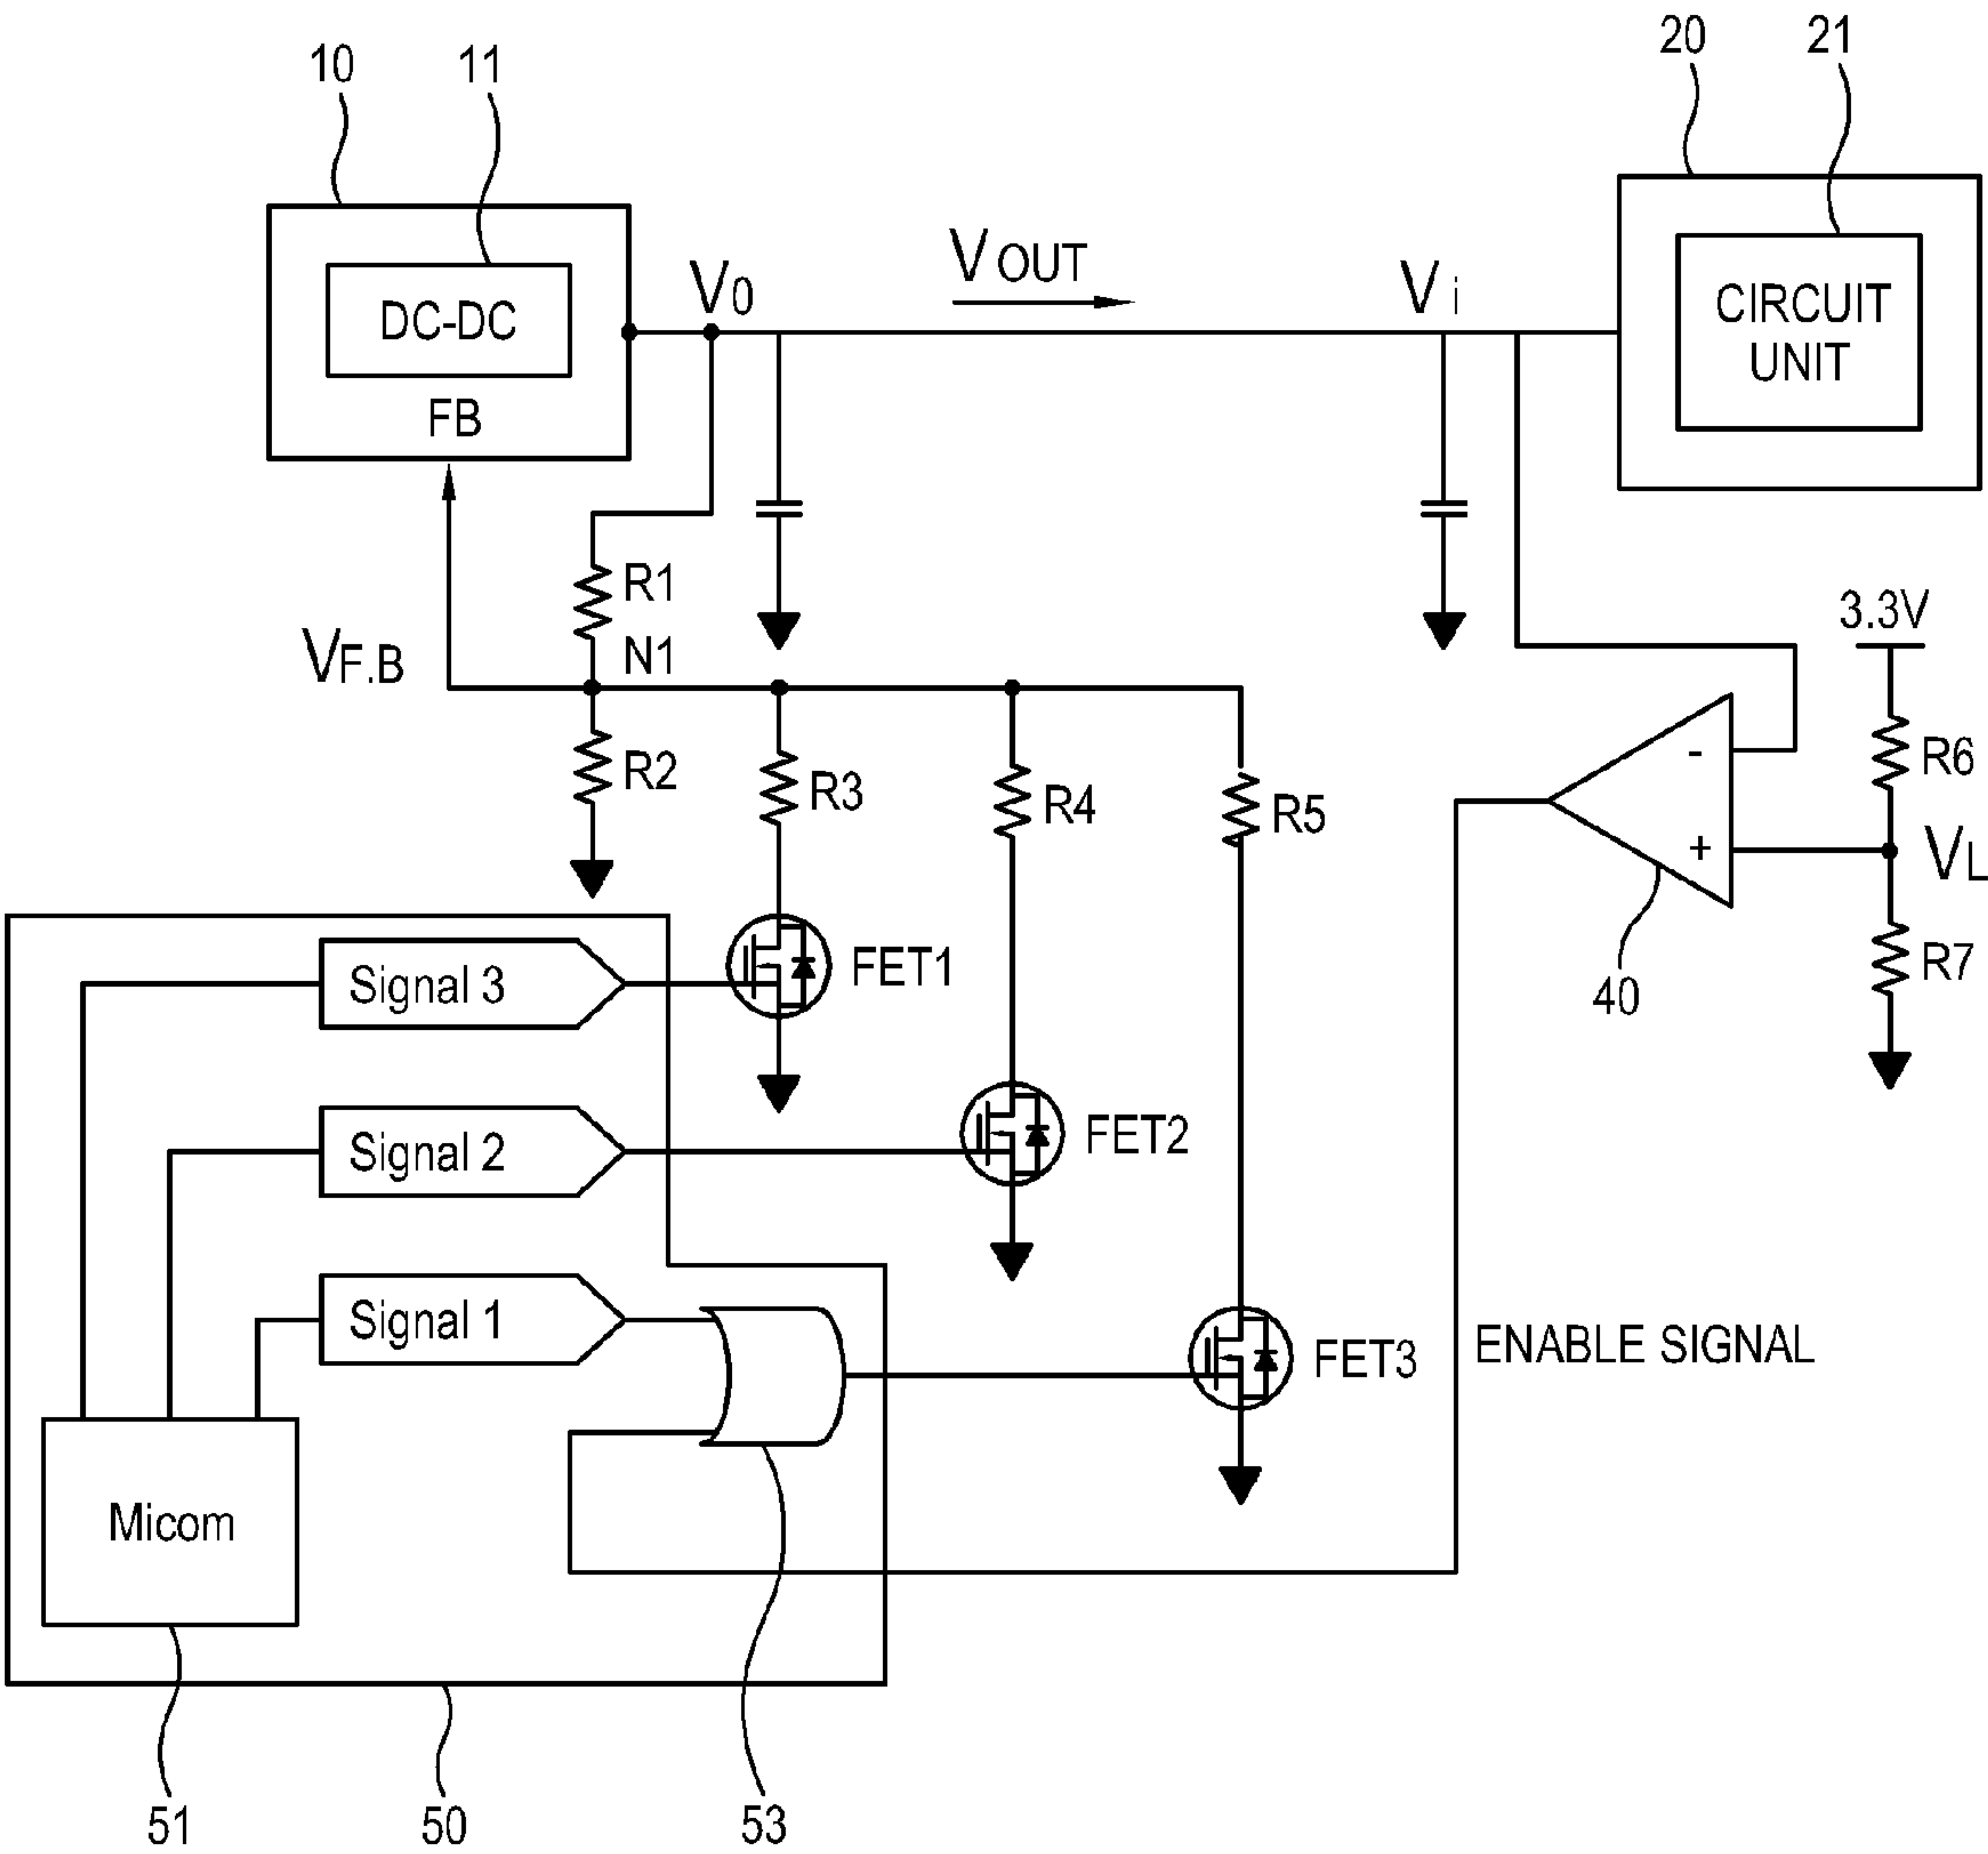 10
11
20
21
DC-DC
FB
V0
VOUT
Vi
CIRCUIT
UNIT
R1
N1
VF.B
3.3V
R2
R3
R4
R5
-
+
R6
VL
R7
40
Signal 3
FET1
Signal 2
FET2
Signal 1
FET3
ENABLE SIGNAL
Micom
51
50
53